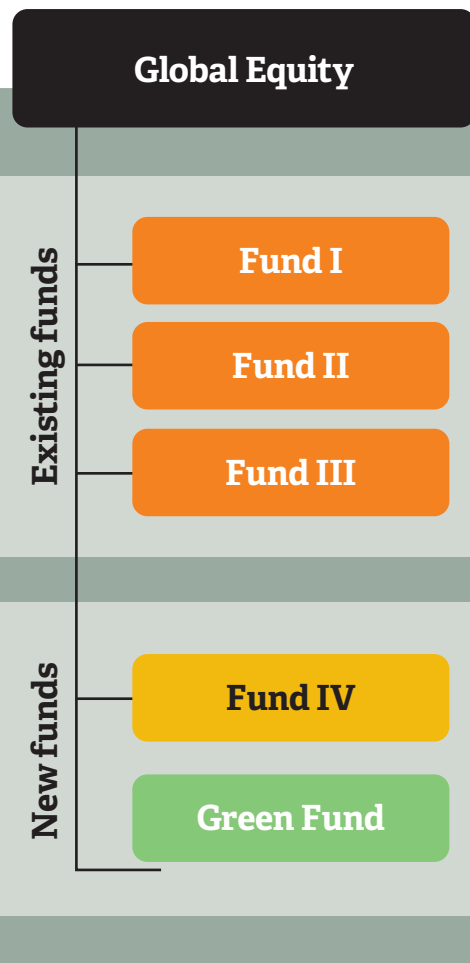 Global Equity
Existing funds
Fund I
Fund II
Fund III
New funds
Fund IV
Green Fund